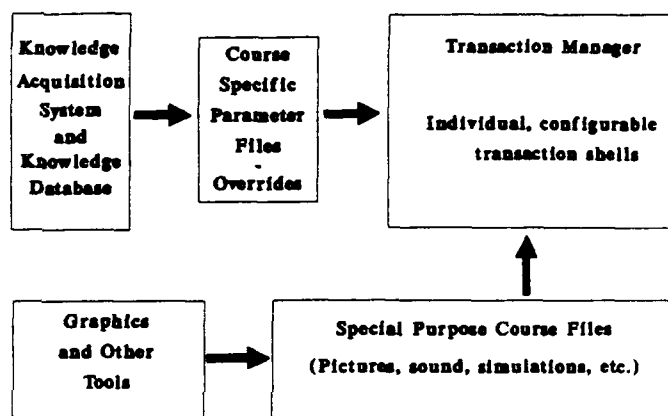 Knowledge
Acquisition
System
and
Knowledge
Database
Course
Specific
Parameter
Files
-
Overrides
Transaction Manager
Individual, configurable
transaction shells
Graphics
and Other
Tools
Special Purpose Course Files
(Pictures, sound, simulations, etc.)